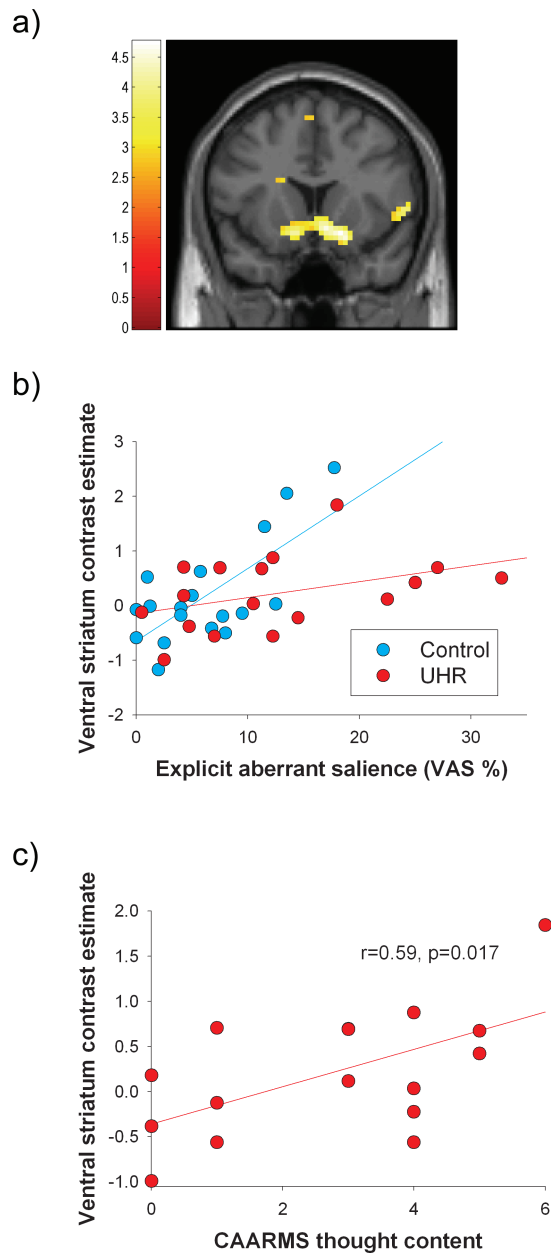 a)
4.5
4
3.5
3
2.5
2
1.5
1
0.5
0
b)
Ventral striatum contrast estimate
3
2
1
0
-1
-2
Control
UHR
0 10 20 30
Explicit aberrant salience (VAS %)
c)
Ventral striatum contrast estimate
2.0
1.5
1.0
0.5
0.0
-0.5
-1.0
r=0.59, p=0.017
0 2 4 6
CAARMS thought content